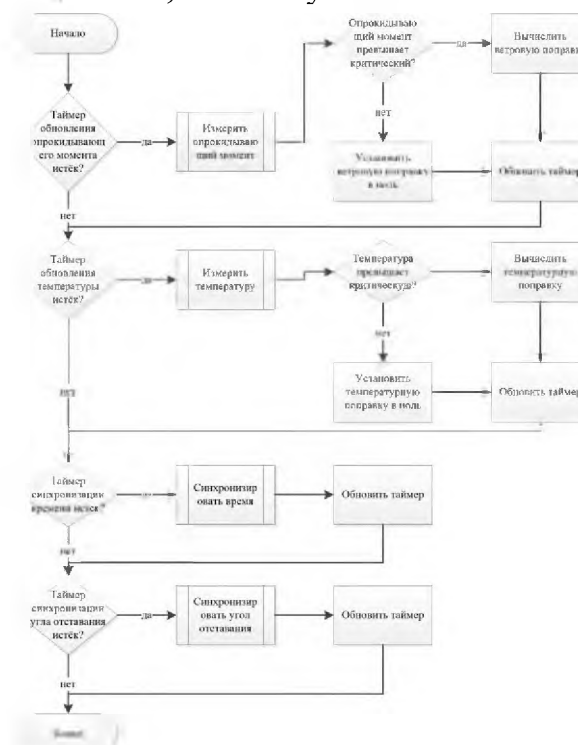 Начало
Таймер
обновления
опрокидывающ
его момента
истёк?
да
Измерить
опрокидываю
щий момент
Опрокидываю
щий момент
превышает
критический?
да
Вычислить
ветровую поправк
нет
Установить
ветровую поправку
в ноль
Обновить таймер
нет
Таймер
обновления
температуры
истёк?
да
Измерить
температуру
Температура
превышает
критическую?
да
Вычислить
температурную
поправку
нет
Установить
температурную
поправку в ноль
Обновить таймер
нет
Таймер
синхронизации
времени истёк?
да
Синхронизир
овать время
Обновить таймер
нет
Таймер
синхронизации
угла отставания
истёк?
да
Синхронизир
овать угол
отставания
Обновить таймер
нет